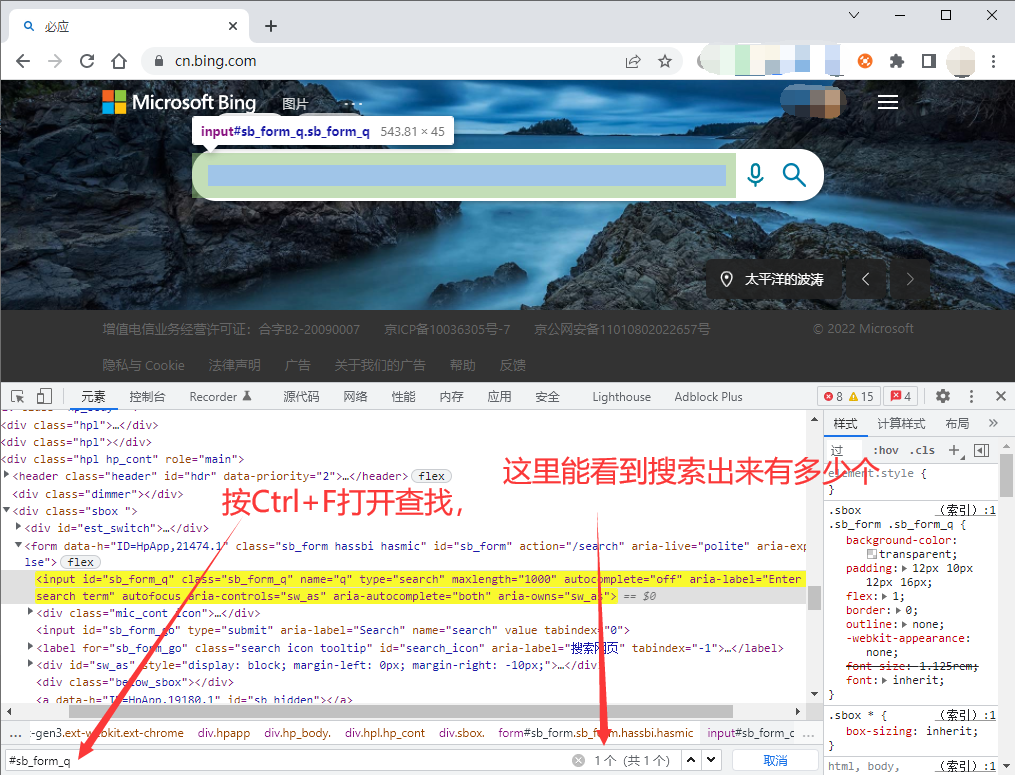 必应
cn.bing.com
Microsoft Bing 图片 ···
input#sb_form_q.sb_form_q 543.81 × 45
太平洋的波涛
增值电信业务经营许可证：合字B2-20090007 京ICP备10036305号-7 京公网安备11010802022657号 © 2022 Microsoft
隐私与 Cookie 法律声明 广告 关于我们的广告 帮助 反馈
元素 控制台 Recorder 源代码 网络 性能 内存 应用 安全 Lighthouse Adblock Plus 8 15 4
<div class="hpl">…</div>
<div class="hpl"></div>
<div class="hpl hp_cont" role="main">
<header class="header" id="hdr" data-priority="2">…</header> flex
<div class="dimmer"></div>
<div class="sbox ">
<div id="est_switch">…</div>
<form data-h="ID=HpApp,21474.1" class="sb_form hassbi hasmic" id="sb_form" action="/search" aria-live="polite" aria-exp
lse"> flex
<input id="sb_form_q" class="sb_form_q" name="q" type="search" maxlength="1000" autocomplete="off" aria-label="Enter
search term" autofocus aria-controls="sw_as" aria-autocomplete="both" aria-owns="sw_as"> == $0
<div class="mic_cont icon">…</div>
<input id="sb_form_go" type="submit" aria-label="Search" name="search" value tabindex="0">
<label for="sb_form_go" class="search icon tooltip" id="search_icon" aria-label="搜索网页" tabindex="-1">…</label>
<div id="sw_as" style="display: block; margin-left: 0px; margin-right: -10px;">…</div>
<div class="below_sbox"></div>
<a data-h="ID=HpApp,19180.1" id="sb_hidden"></a>
按Ctrl+F打开查找，
这里能看到搜索出来有多少个
样式 计算样式 布局 »
过 :hov .cls +
element.style {
}
.sbox （索引）:1
.sb_form .sb_form_q {
background-color:
transparent;
padding: 12px 10px
12px 16px;
flex: 1;
border: 0;
outline: none;
-webkit-appearance:
none;
font-size: 1.125rem;
font: inherit;
}
.sbox * { （索引）:1
box-sizing: inherit;
}
html, body, （索引）:1
… t-gen3.ext-webkit.ext-chrome div.hpapp div.hp_body. div.hpl.hp_cont div.sbox. form#sb_form.sb_form.hassbi.hasmic input#sb_form_q …
#sb_form_q 1 个（共 1 个） 取消